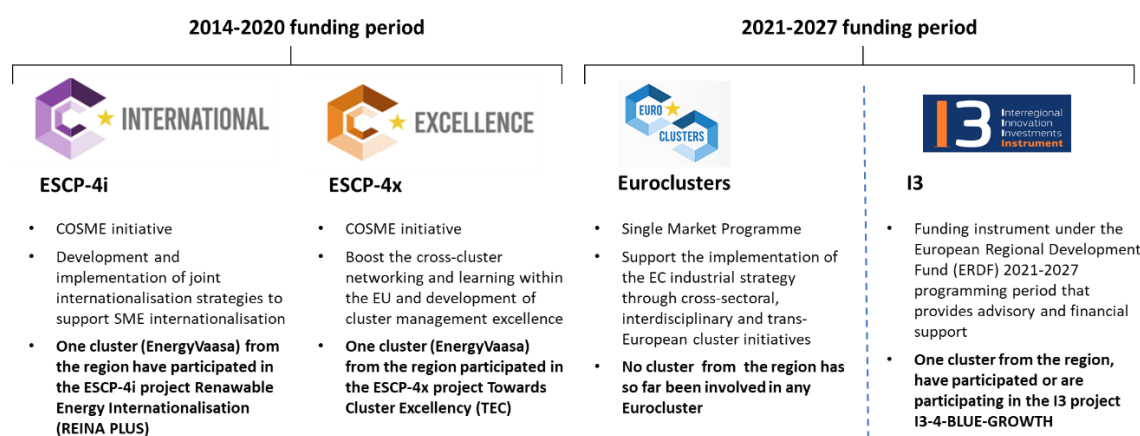 2014-2020 funding period
2021-2027 funding period
INTERNATIONAL
EXCELLENCE
EURO
CLUSTERS
I3
Interregional
Innovation
Investments
Instrument
ESCP-4i
• COSME initiative
• Development and
implementation of joint
internationalisation strategies to
support SME internationalisation
• One cluster (EnergyVaasa) from
the region have participated in
the ESCP-4i project Renawable
Energy Internationalisation
(REINA PLUS)
ESCP-4x
• COSME initiative
• Boost the cross-cluster
networking and learning within
the EU and development of
cluster management excellence
• One cluster (EnergyVaasa)
from the region participated in
the ESCP-4x project Towards
Cluster Excellency (TEC)
Euroclusters
• Single Market Programme
• Support the implementation of
the EC industrial strategy
through cross-sectoral,
interdisciplinary and trans-
European cluster initiatives
• No cluster from the region has
so far been involved in any
Eurocluster
I3
• Funding instrument under the
European Regional Development
Fund (ERDF) 2021-2027
programming period that
provides advisory and financial
support
• One cluster from the region,
have participated or are
participating in the I3 project
I3-4-BLUE-GROWTH